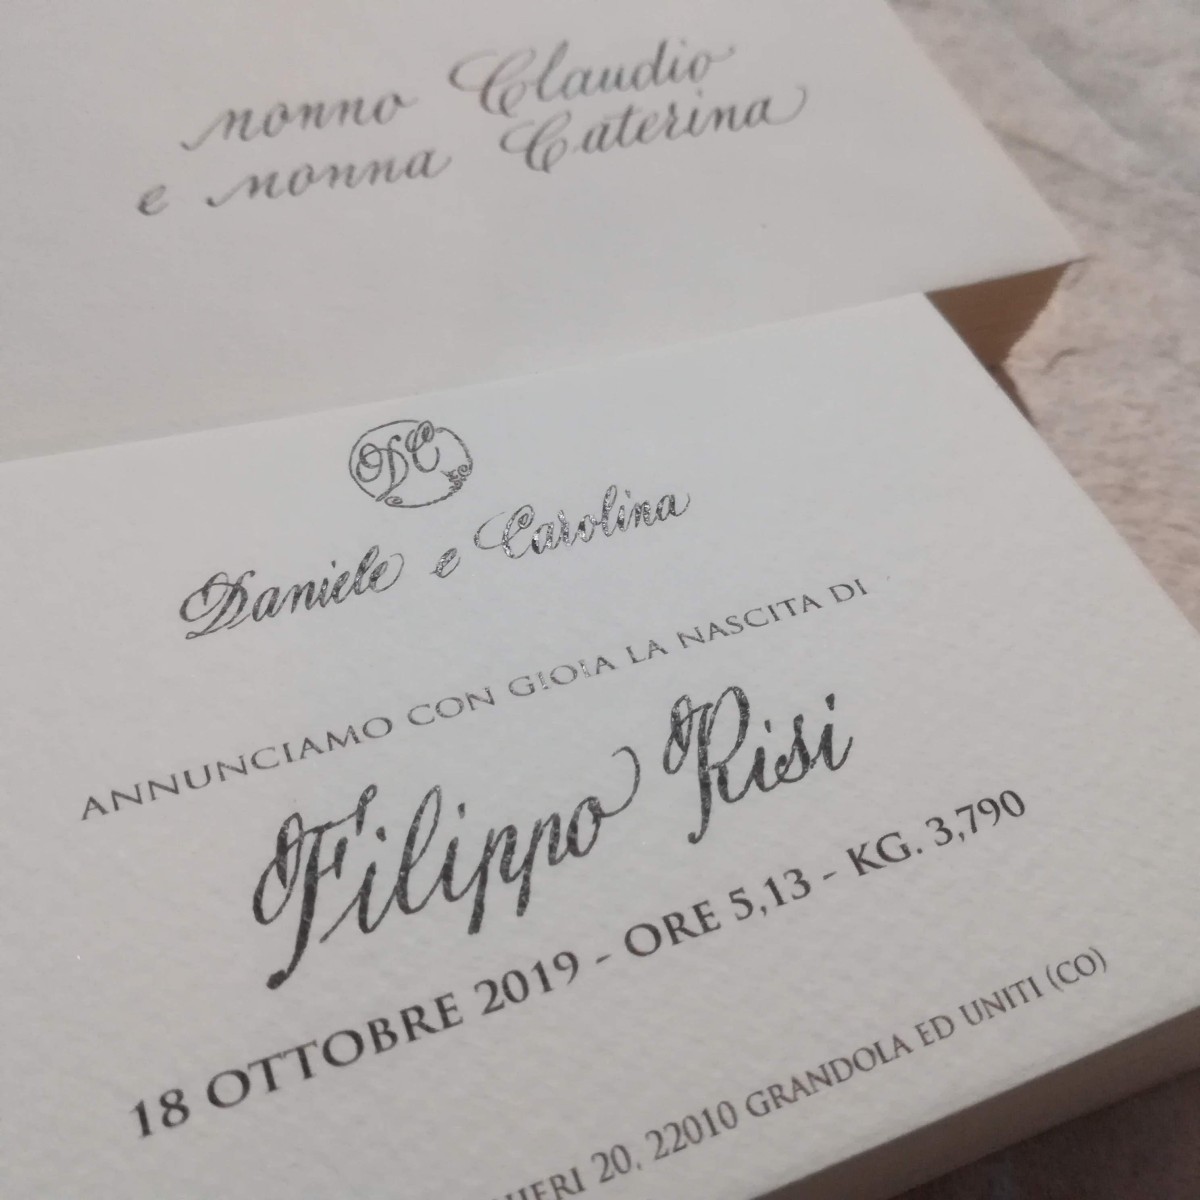 nonno Claudio
e nonna Caterina
DC
Daniele e Carolina
ANNUNCIAMO CON GIOIA LA NASCITA DI
Filippo Risi
18 OTTOBRE 2019 - ORE 5,13 - KG. 3,790
20, 22010 GRANDOLA ED UNITI (CO)